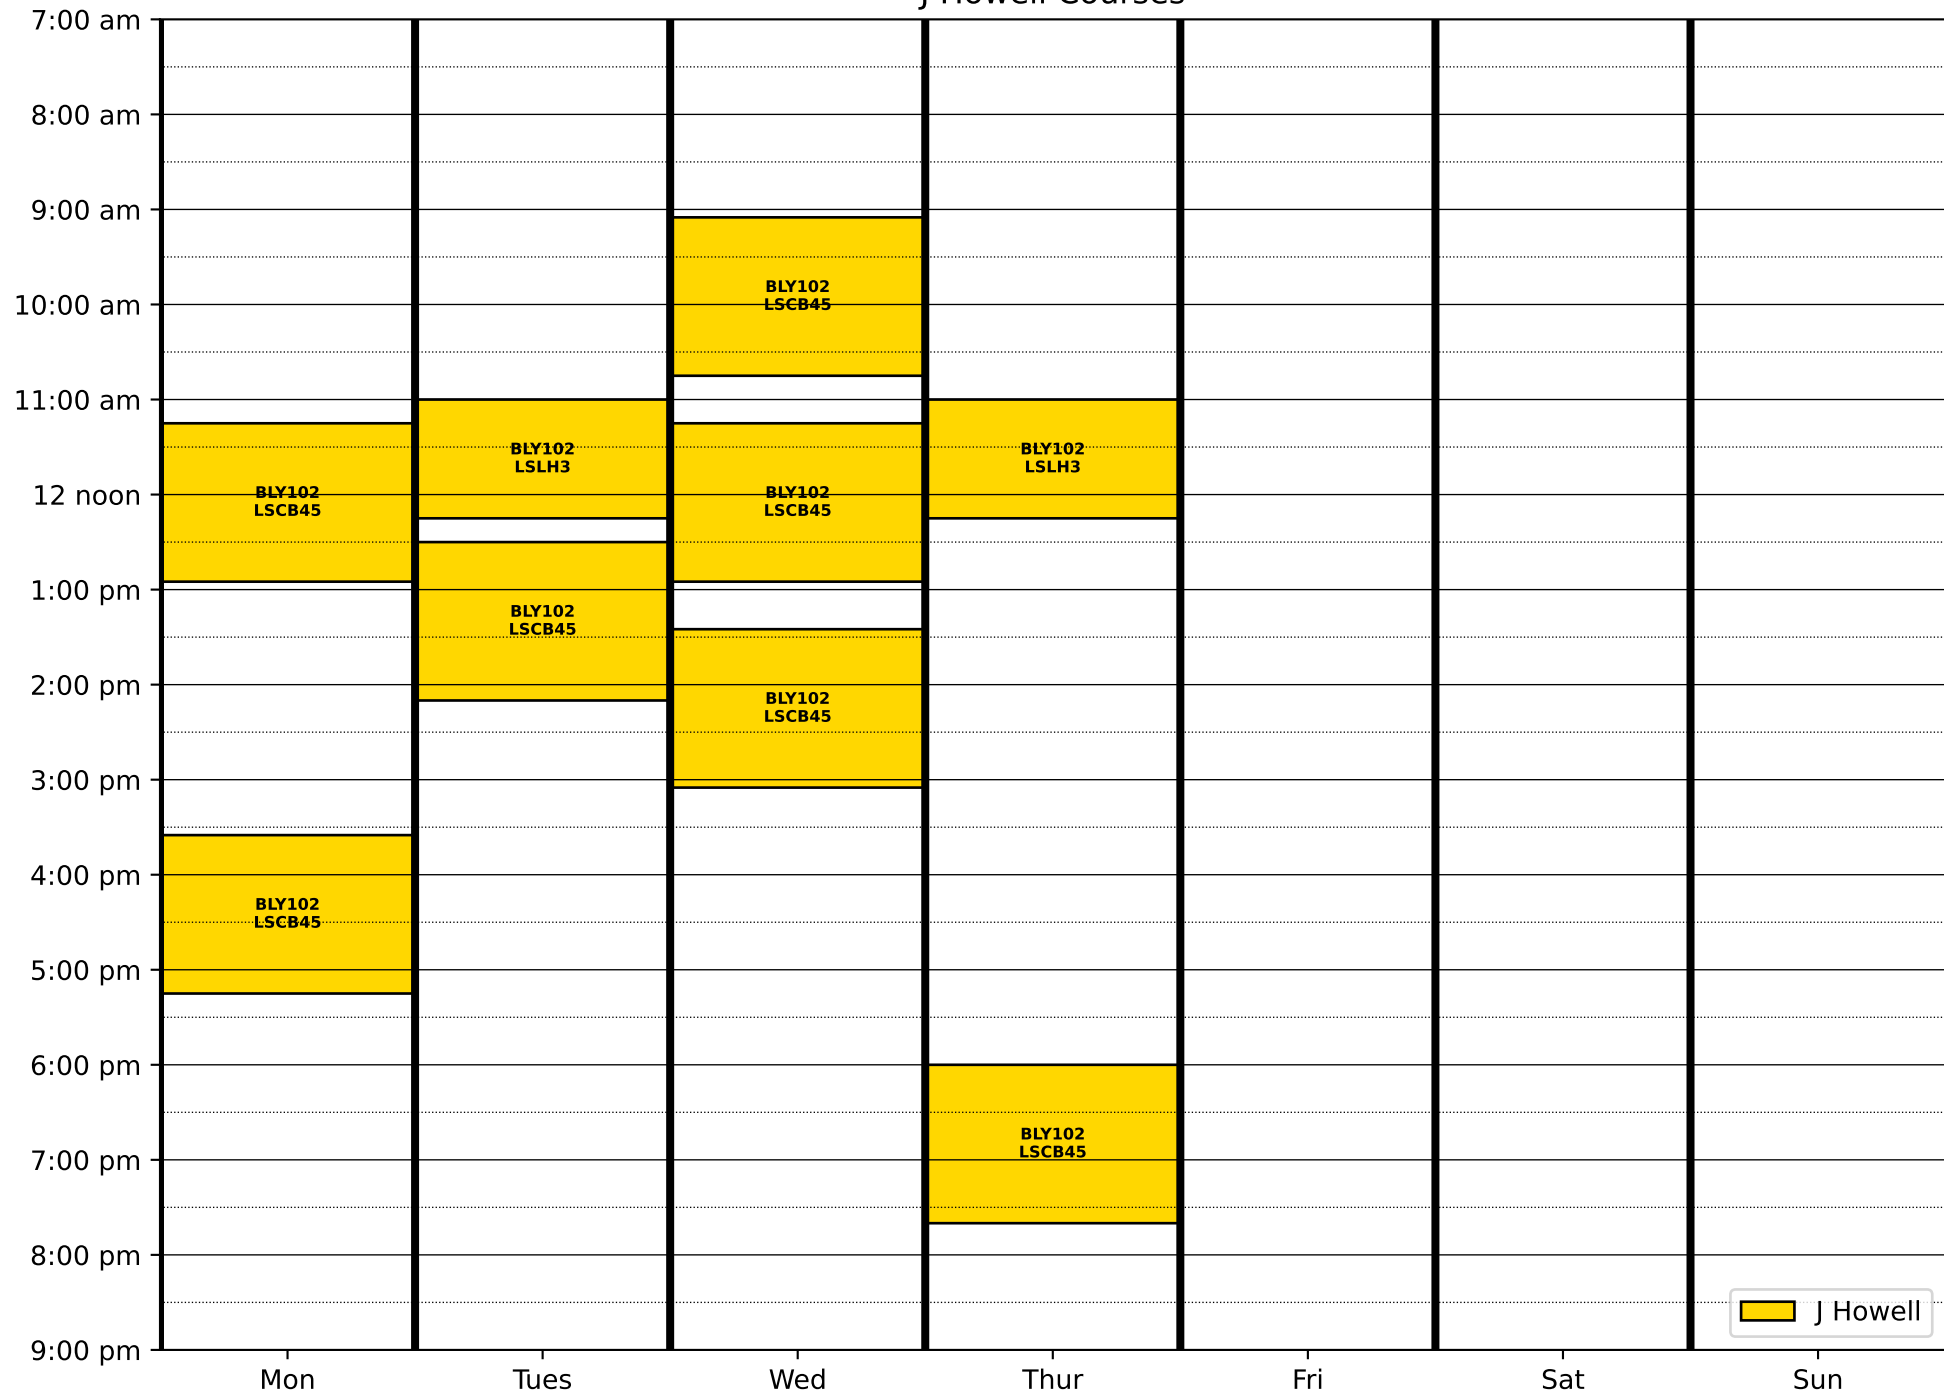 J Howell Courses
7:00 am
8:00 am
9:00 am
10:00 am
11:00 am
12 noon
1:00 pm
2:00 pm
3:00 pm
4:00 pm
5:00 pm
6:00 pm
7:00 pm
8:00 pm
9:00 pm
BLY102
LSCB45
BLY102
LSCB45
BLY102
LSLH3
BLY102
LSCB45
BLY102
LSCB45
BLY102
LSCB45
BLY102
LSCB45
BLY102
LSLH3
BLY102
LSCB45
J Howell
Mon
Tues
Wed
Thur
Fri
Sat
Sun